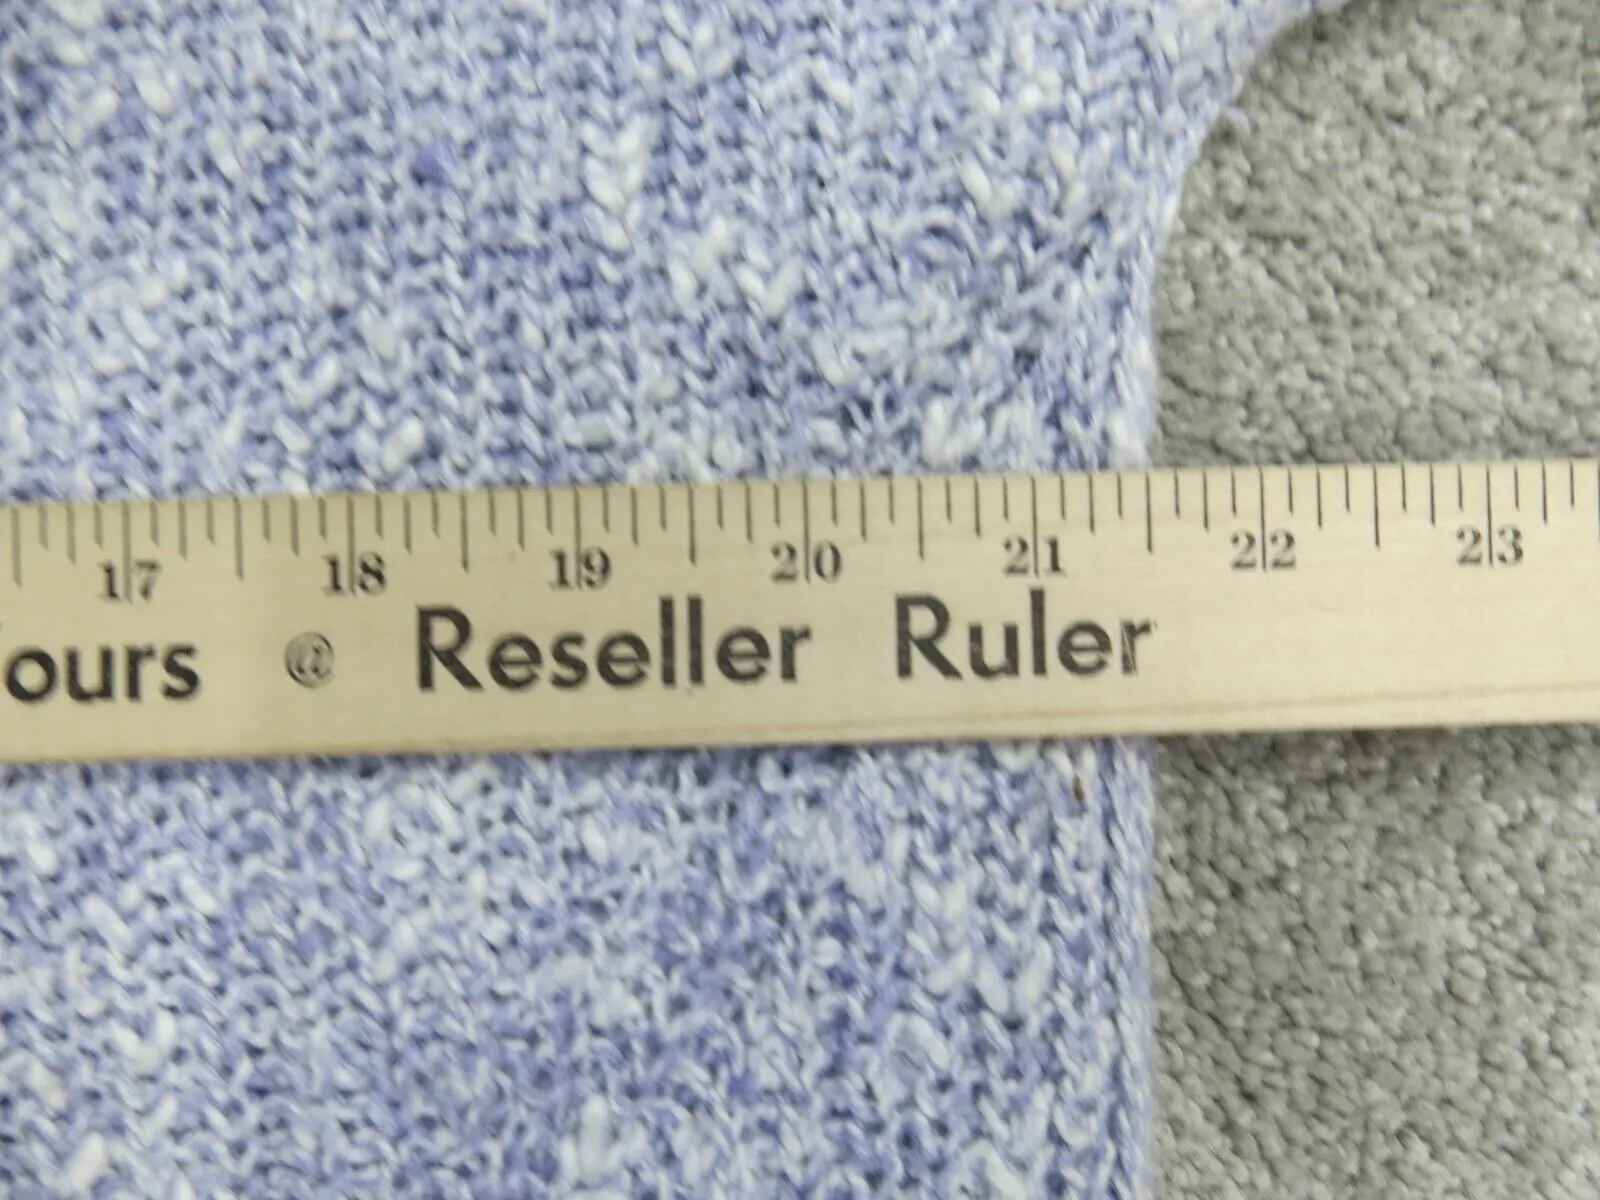 17 18 19 20 21 22 23
ours @ Reseller Ruler